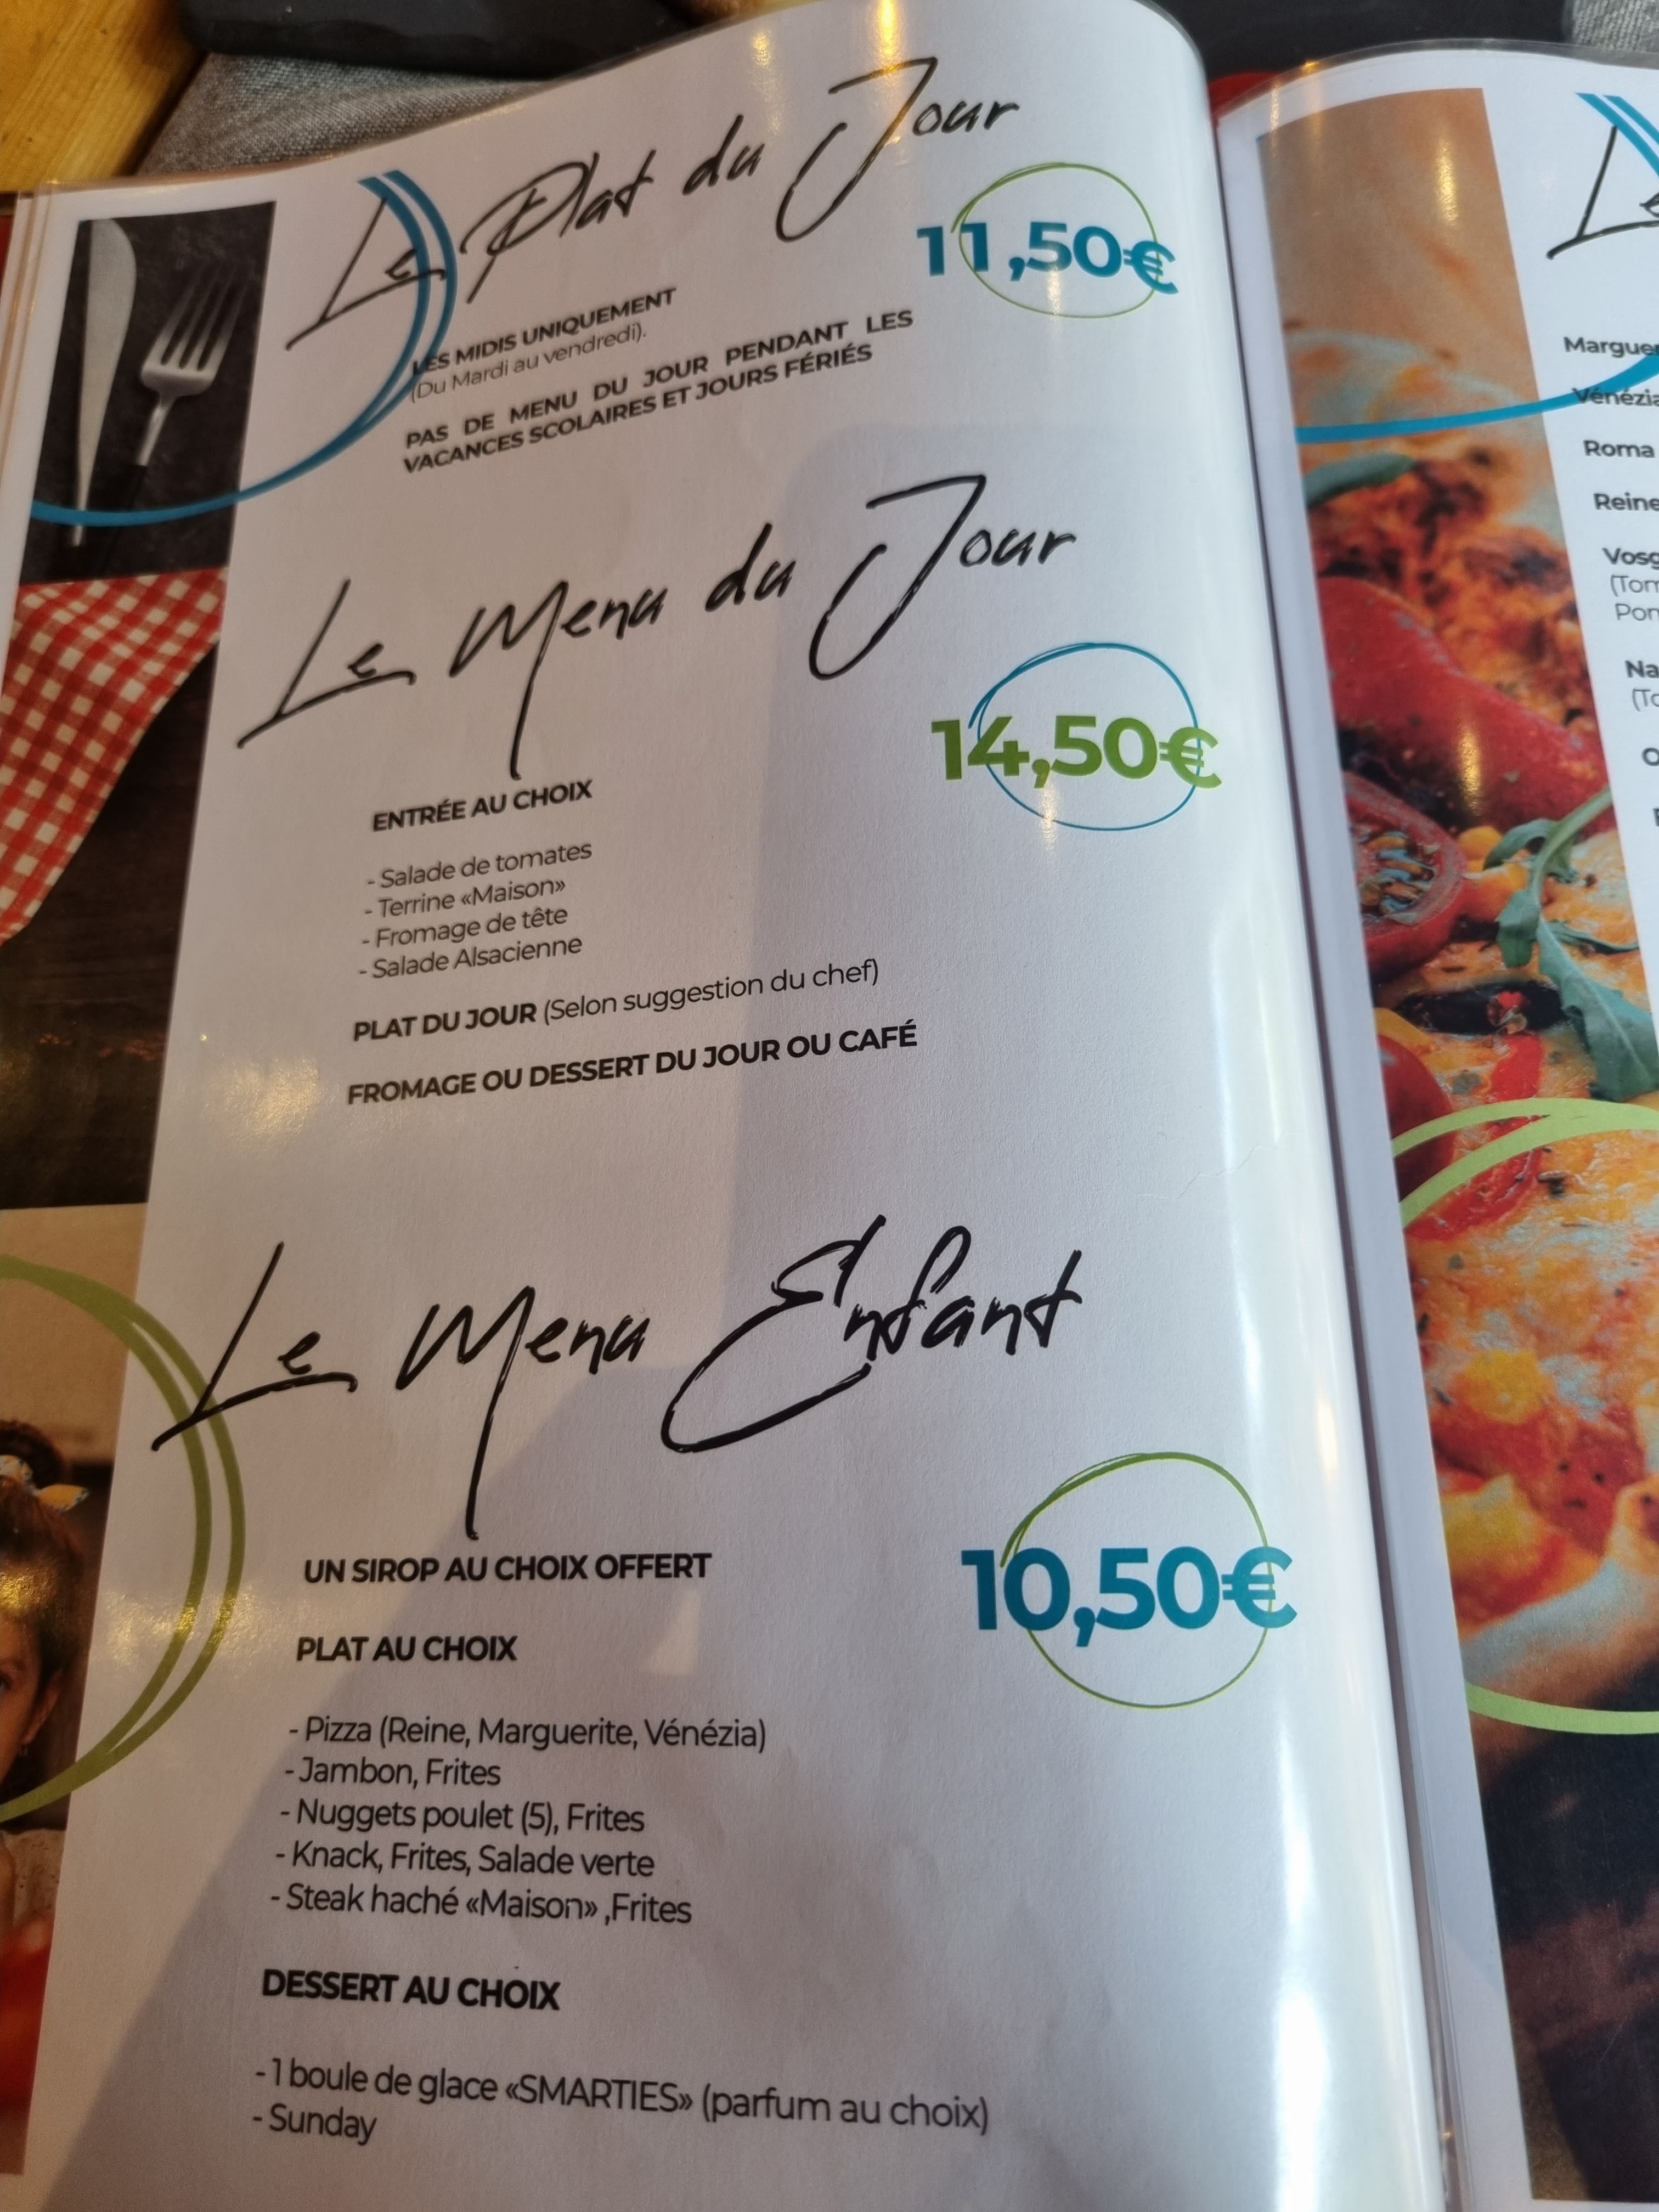 Le Plat du Jour
11,50€
LES MIDIS UNIQUEMENT
(Du Mardi au vendredi).
PAS DE MENU DU JOUR PENDANT LES
VACANCES SCOLAIRES ET JOURS FÉRIÉS
Le Menu du Jour
14,50€
ENTRÉE AU CHOIX
- Salade de tomates
- Terrine «Maison»
- Fromage de tête
- Salade Alsacienne
PLAT DU JOUR (Selon suggestion du chef)
FROMAGE OU DESSERT DU JOUR OU CAFÉ
Le Menu Enfant
10,50€
UN SIROP AU CHOIX OFFERT
PLAT AU CHOIX
- Pizza (Reine, Marguerite, Vénézia)
- Jambon, Frites
- Nuggets poulet (5), Frites
- Knack, Frites, Salade verte
- Steak haché «Maison» ,Frites
DESSERT AU CHOIX
- 1 boule de glace «SMARTIES» (parfum au choix)
- Sunday
Le
Roma
Reine